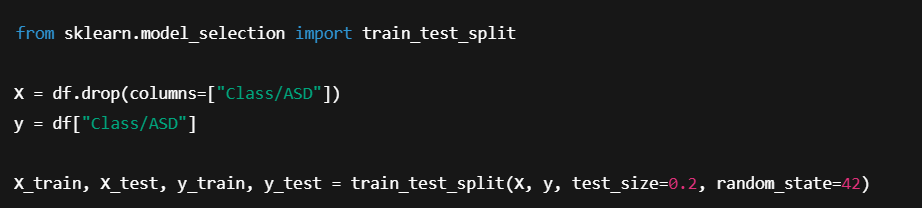 from sklearn.model_selection import train_test_split
X = df.drop(columns=["Class/ASD"])
y = df["Class/ASD"]
X_train, X_test, y_train, y_test = train_test_split(X, y, test_size=0.2, random_state=42)